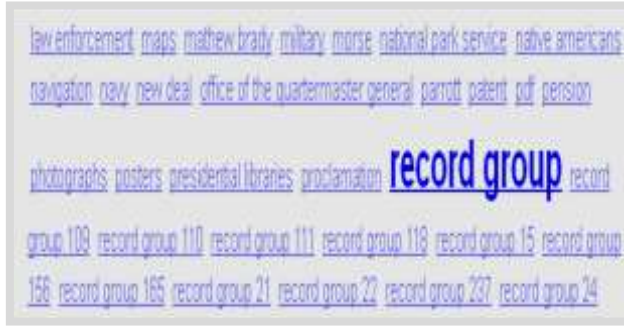 law enforcement maps mathew brady military morse national park service native americans
navigation navy new deal office of the quartermaster general parrott patent pdf pension
photographs posters presidential libraries proclamation record group record
group 109 record group 110 record group 111 record group 118 record group 15 record group
156 record group 165 record group 21 record group 22 record group 237 record group 24